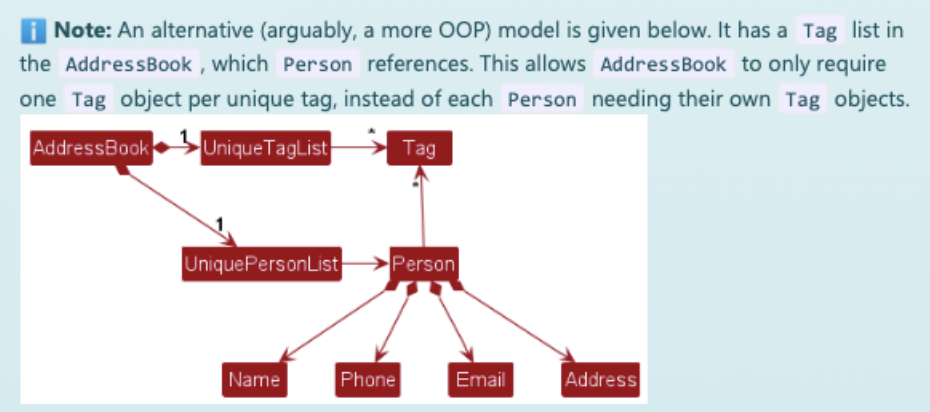 ℹ Note: An alternative (arguably, a more OOP) model is given below. It has a Tag list in
the AddressBook , which Person references. This allows AddressBook to only require
one Tag object per unique tag, instead of each Person needing their own Tag objects.
AddressBook 1 UniqueTagList * Tag
*
1
UniquePersonList Person
Name Phone Email Address